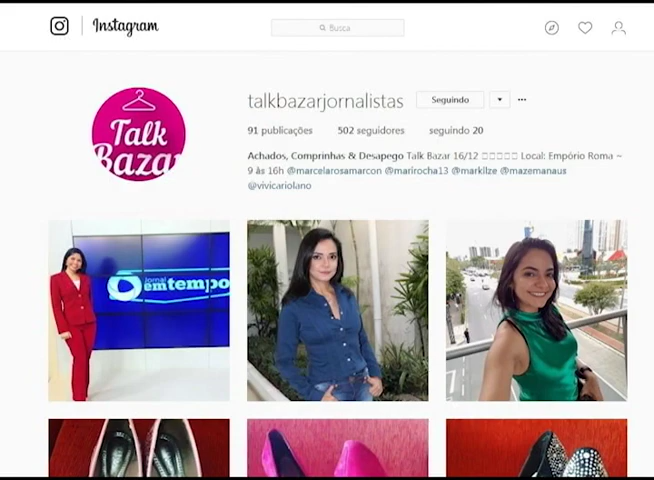 Instagram
Busca
talkbazarjornalistas
Seguindo
91 publicações 502 seguidores seguindo 20
Achados, Comprinhas & Desapego Talk Bazar 16/12 Local: Empório Roma ~
9 às 16h @marcelarosamarcon @marirocha13 @markilze @mazemanaus
@vivicariolano
Talk
Bazar
Jornal
emtempo